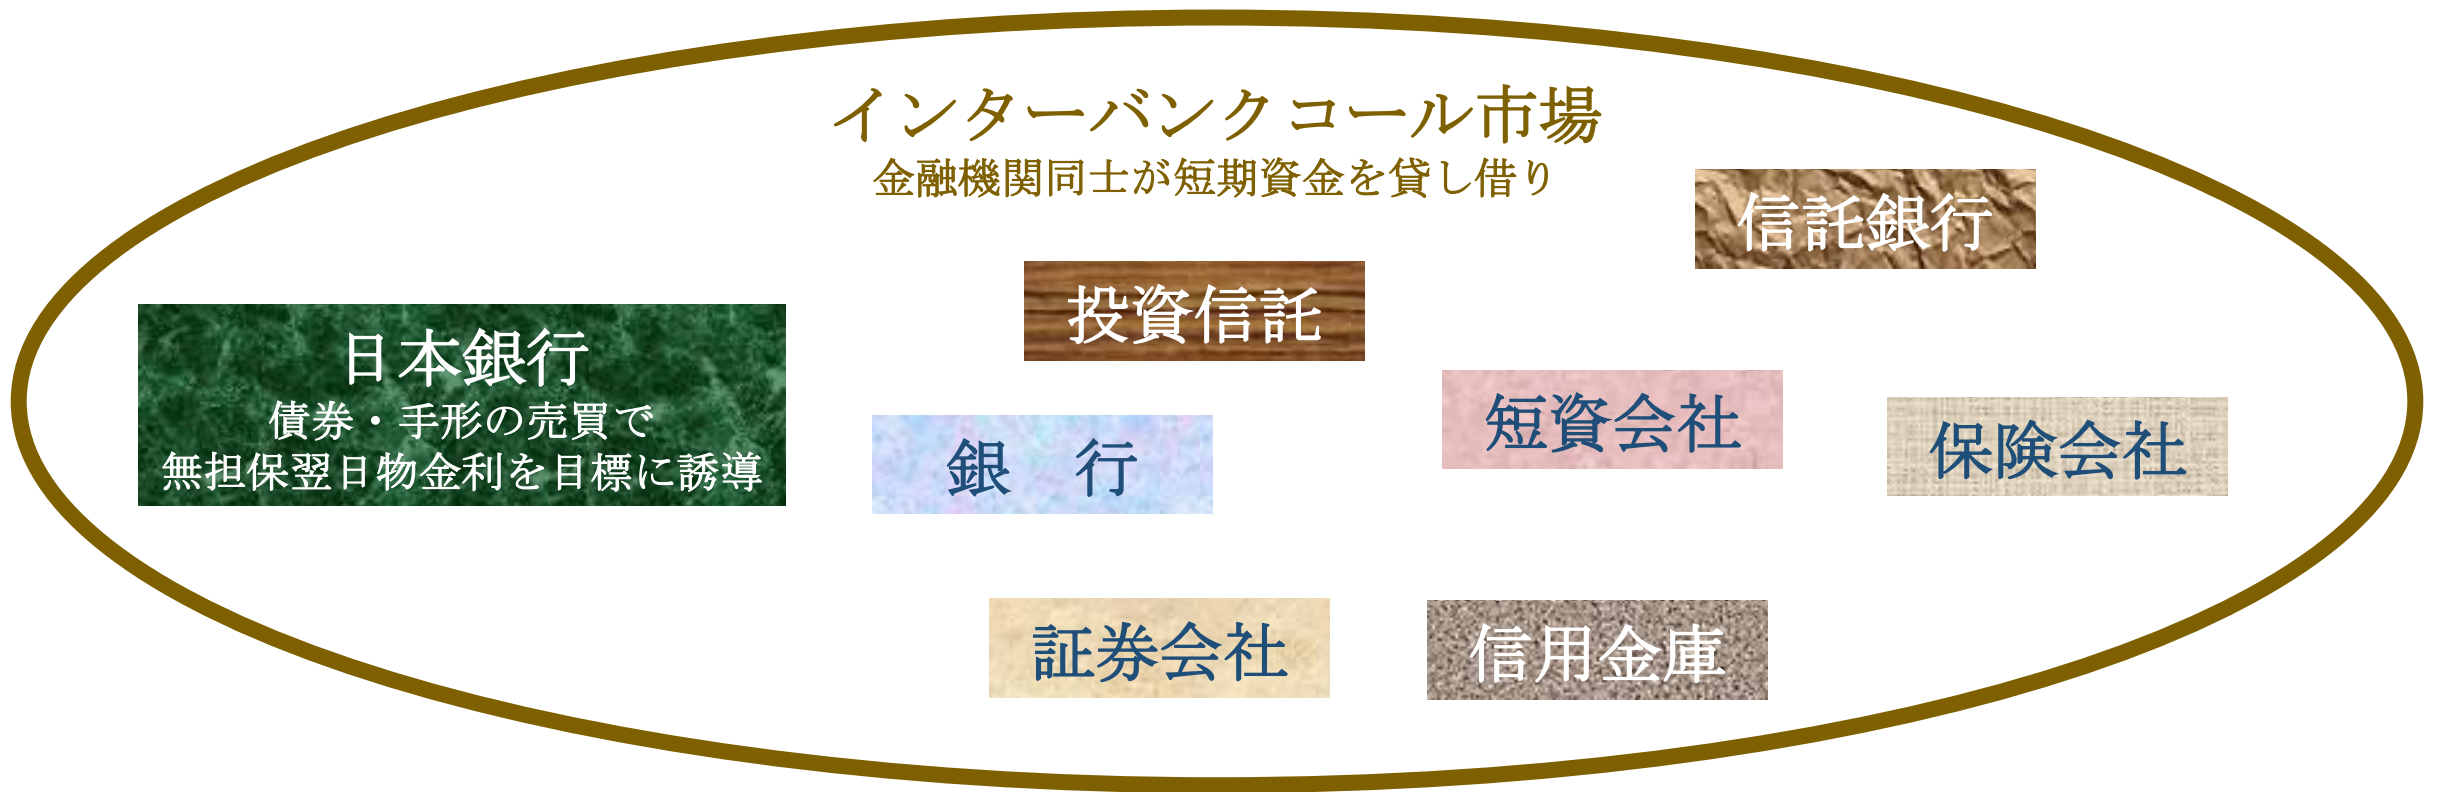 インターバンクコール市場
金融機関同士が短期資金を貸し借り
信託銀行
投資信託
日本銀行
債券・手形の売買で
無担保翌日物金利を目標に誘導
短資会社
保険会社
銀　行
証券会社
信用金庫